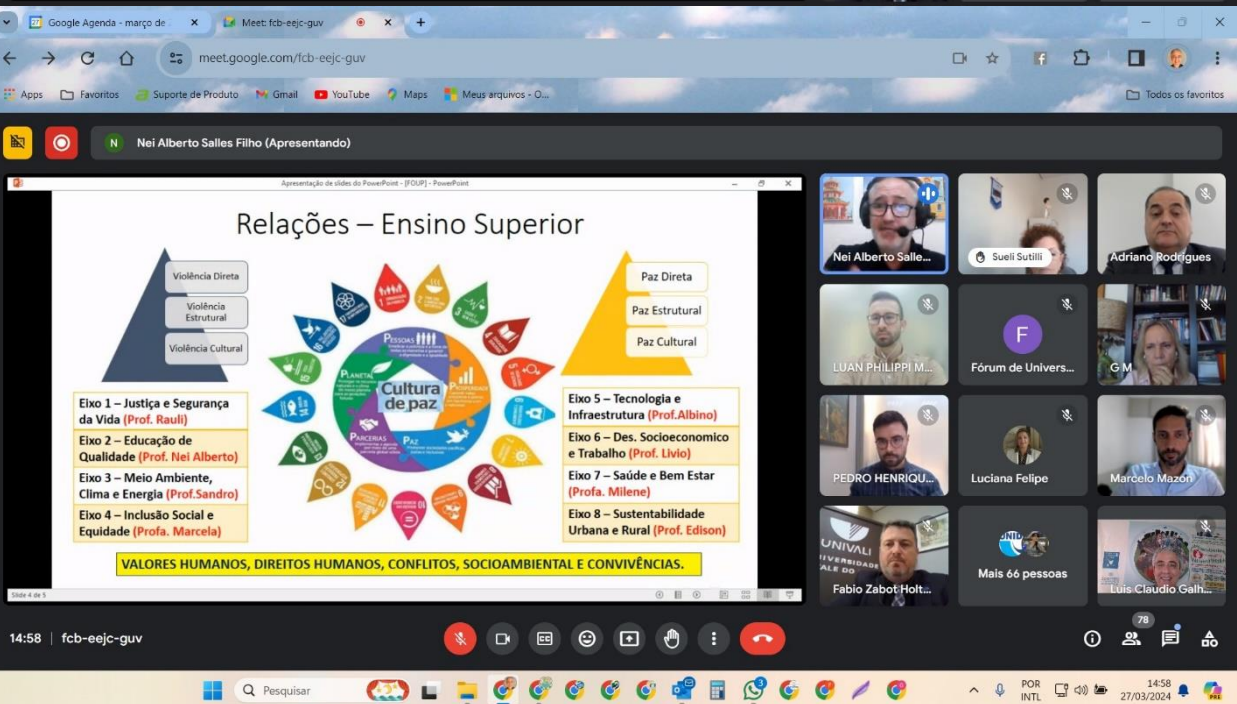 Google Agenda - março de
Meet: fcb-eejc-guv
meet.google.com/fcb-eejc-guv
Apps
Favoritos
Suporte de Produto
Gmail
YouTube
Maps
Meus arquivos - O...
Todos os favoritos
N
Nei Alberto Salles Filho (Apresentando)
Apresentação de slides do PowerPoint - [FOUP] - PowerPoint
Relações – Ensino Superior
Violência Direta
Violência
Estrutural
Violência Cultural
PESSOAS
PLANETA
PARCERIAS
PAZ
Cultura
de paz
Paz Direta
Paz Estrutural
Paz Cultural
Eixo 1 – Justiça e Segurança
da Vida (Prof. Rauli)
Eixo 2 – Educação de
Qualidade (Prof. Nei Alberto)
Eixo 3 – Meio Ambiente,
Clima e Energia (Prof.Sandro)
Eixo 4 – Inclusão Social e
Equidade (Profa. Marcela)
Eixo 5 – Tecnologia e
Infraestrutura (Prof.Albino)
Eixo 6 – Des. Socioeconomico
e Trabalho (Prof. Livio)
Eixo 7 – Saúde e Bem Estar
(Profa. Milene)
Eixo 8 – Sustentabilidade
Urbana e Rural (Prof. Edison)
VALORES HUMANOS, DIREITOS HUMANOS, CONFLITOS, SOCIOAMBIENTAL E CONVIVÊNCIAS.
Slide 4 de 5
Nei Alberto Salle...
Sueli Sutilli
Adriano Rodrigues
LUAN PHILIPPI M...
F
Fórum de Univers...
G M
PEDRO HENRIQU...
Luciana Felipe
Marcelo Mazon
UNIVALI
Fabio Zabot Holt...
Mais 66 pessoas
Luis Claudio Galh...
14:58 | fcb-eejc-guv
78
Pesquisar
3
POR
INTL
14:58
27/03/2024
PRE